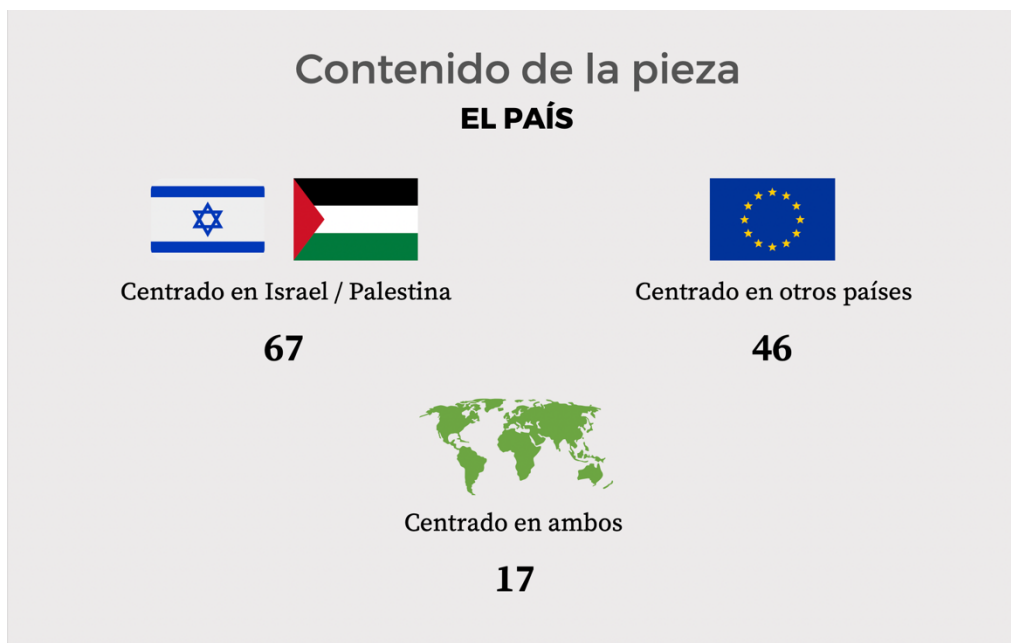 Contenido de la pieza
EL PAÍS
Centrado en Israel / Palestina
67
Centrado en otros países
46
Centrado en ambos
17